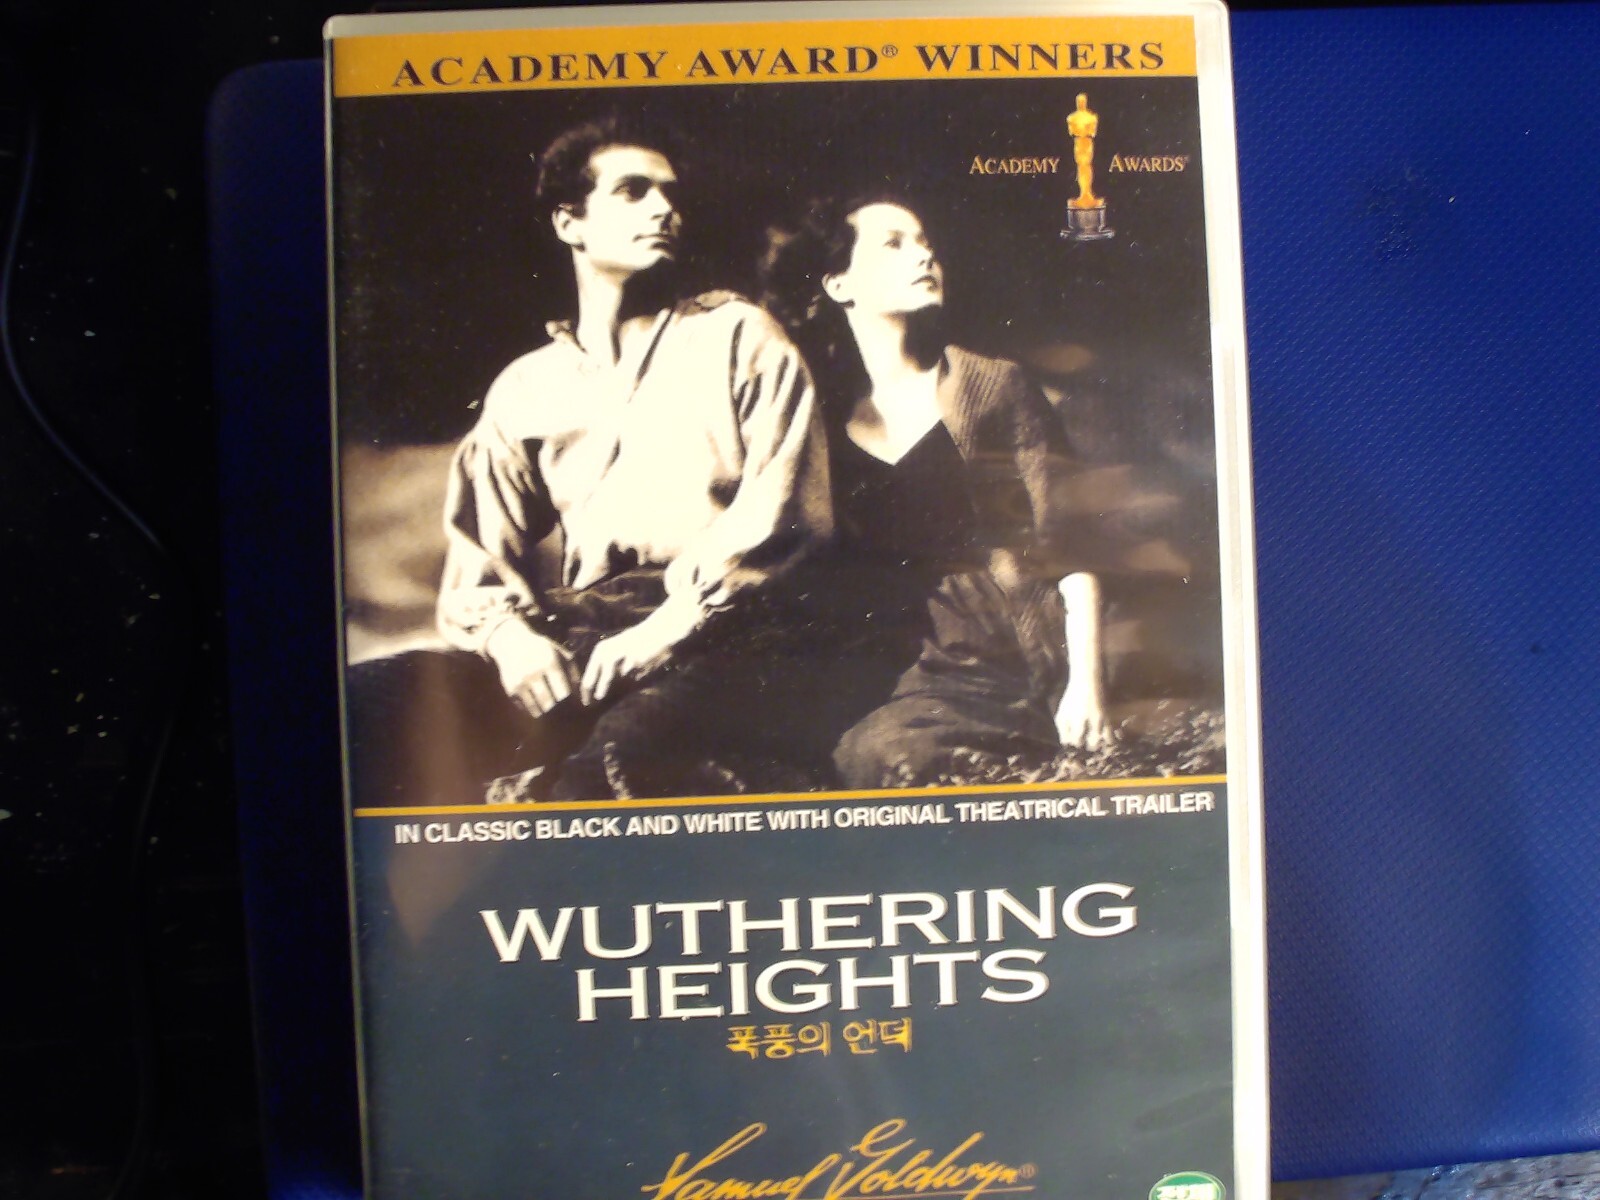 ACADEMY AWARD® WINNERS
ACADEMY AWARDS®
IN CLASSIC BLACK AND WHITE WITH ORIGINAL THEATRICAL TRAILER
WUTHERING
HEIGHTS
폭풍의 언덕
Samuel Goldwyn®